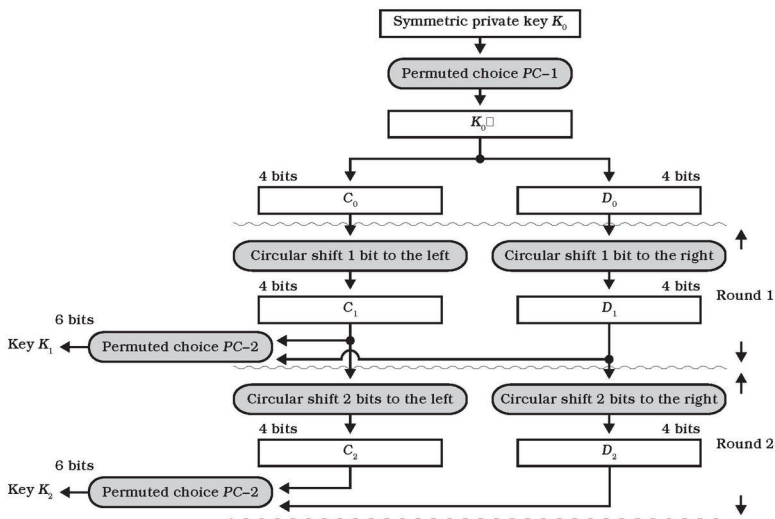 Symmetric private key K₀
Permuted choice PC–1
K₀□
4 bits 4 bits
C₀ D₀
Circular shift 1 bit to the left Circular shift 1 bit to the right
4 bits 4 bits
Round 1
C₁ D₁
6 bits
Key K₁ Permuted choice PC–2
Circular shift 2 bits to the left Circular shift 2 bits to the right
4 bits 4 bits
Round 2
C₂ D₂
6 bits
Key K₂ Permuted choice PC–2